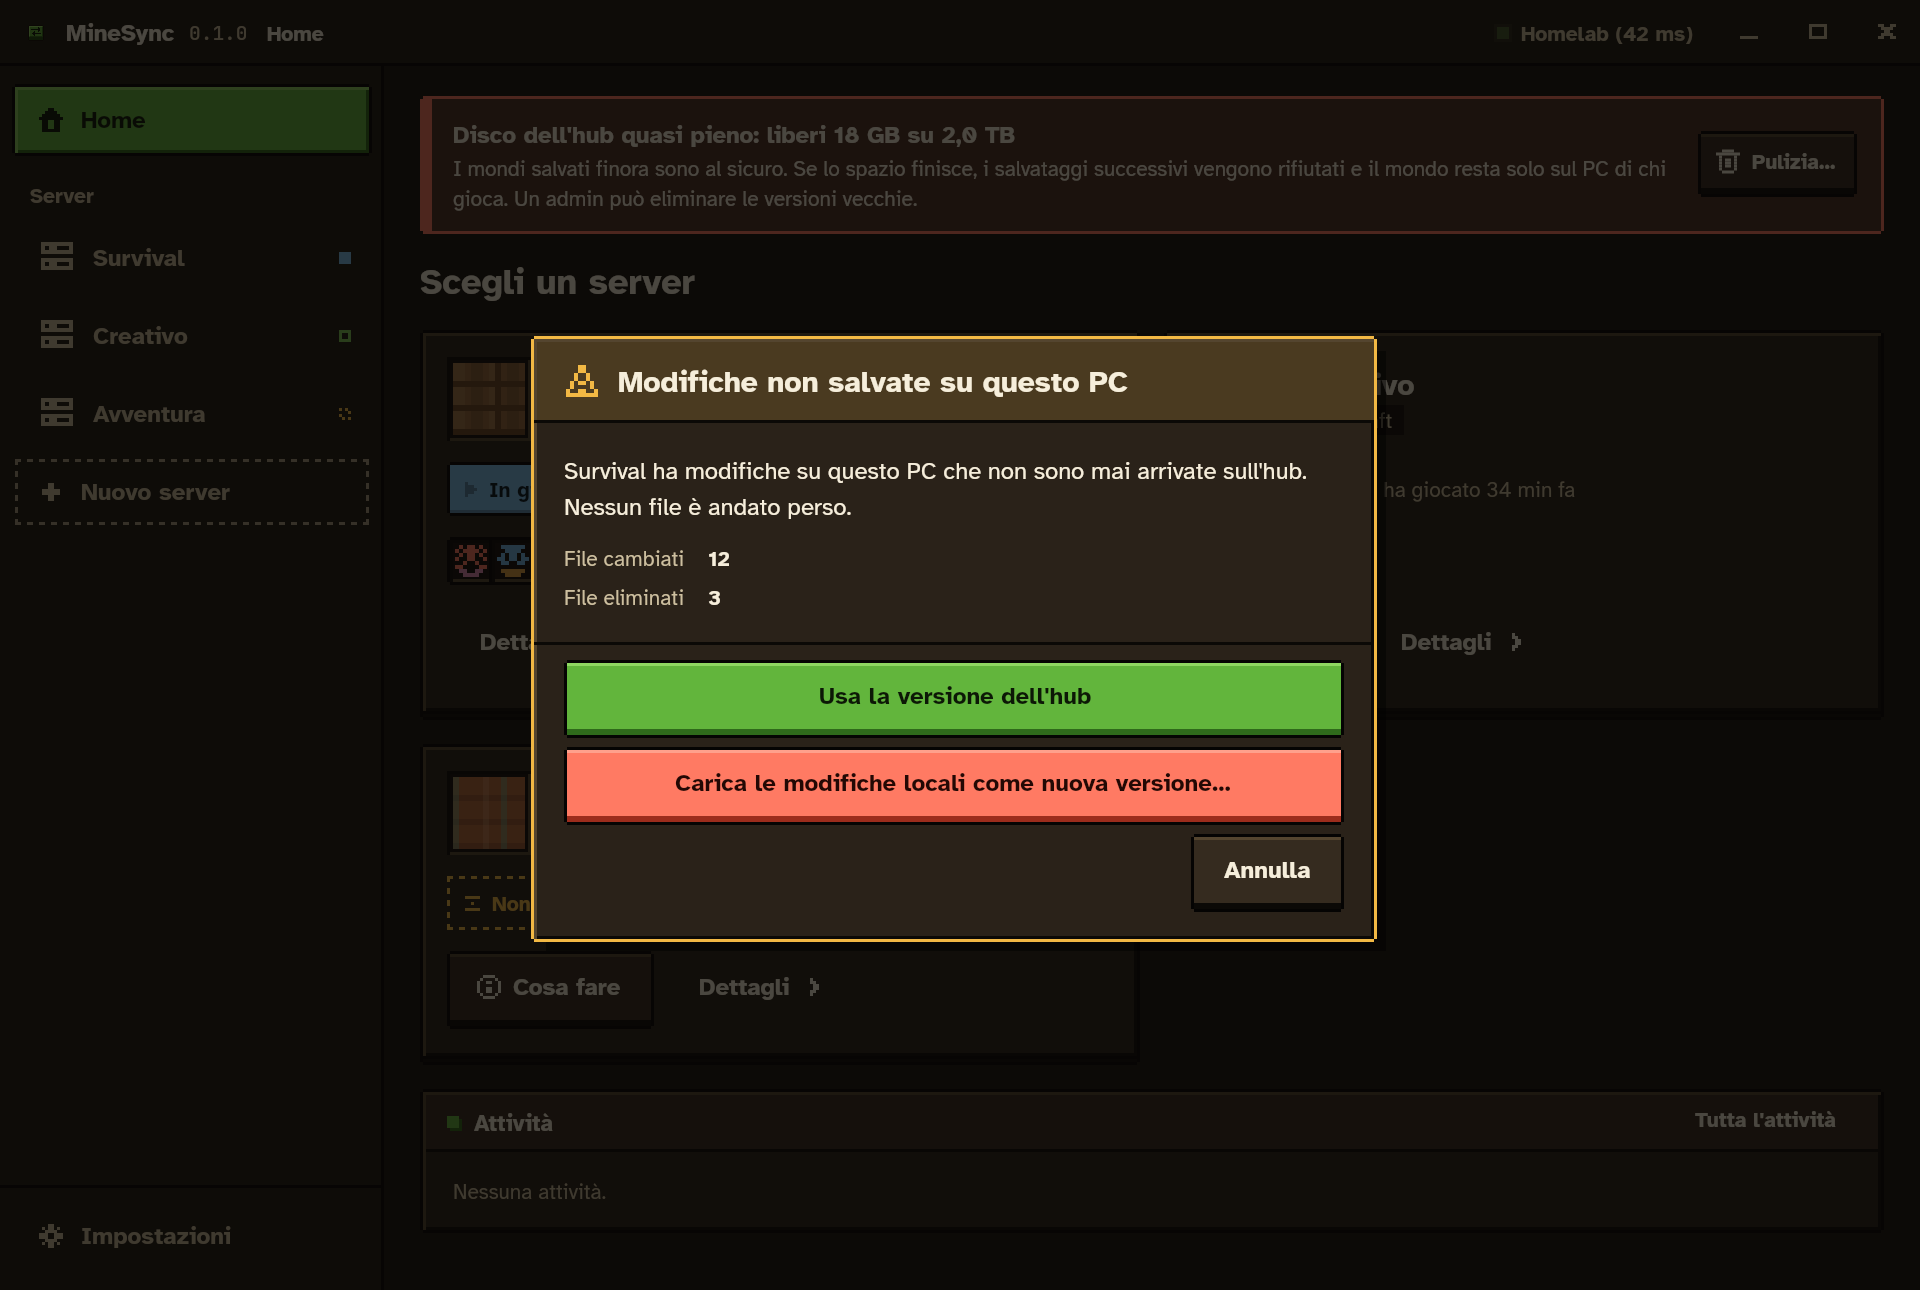 MineSync 0.1.0 Home
Homelab (42 ms)
Home
Server
Survival
Creativo
Avventura
Nuovo server
Impostazioni
Disco dell'hub quasi pieno: liberi 18 GB su 2,0 TB
I mondi salvati finora sono al sicuro. Se lo spazio finisce, i salvataggi successivi vengono rifiutati e il mondo resta solo sul PC di chi
gioca. Un admin può eliminare le versioni vecchie.
Pulizia...
Scegli un server
ivo
ft
In g
ha giocato 34 min fa
Dett
Dettagli
Modifiche non salvate su questo PC
Survival ha modifiche su questo PC che non sono mai arrivate sull'hub.
Nessun file è andato perso.
File cambiati 12
File eliminati 3
Usa la versione dell'hub
Carica le modifiche locali come nuova versione...
Annulla
Non
Cosa fare
Dettagli
Attività
Tutta l'attività
Nessuna attività.